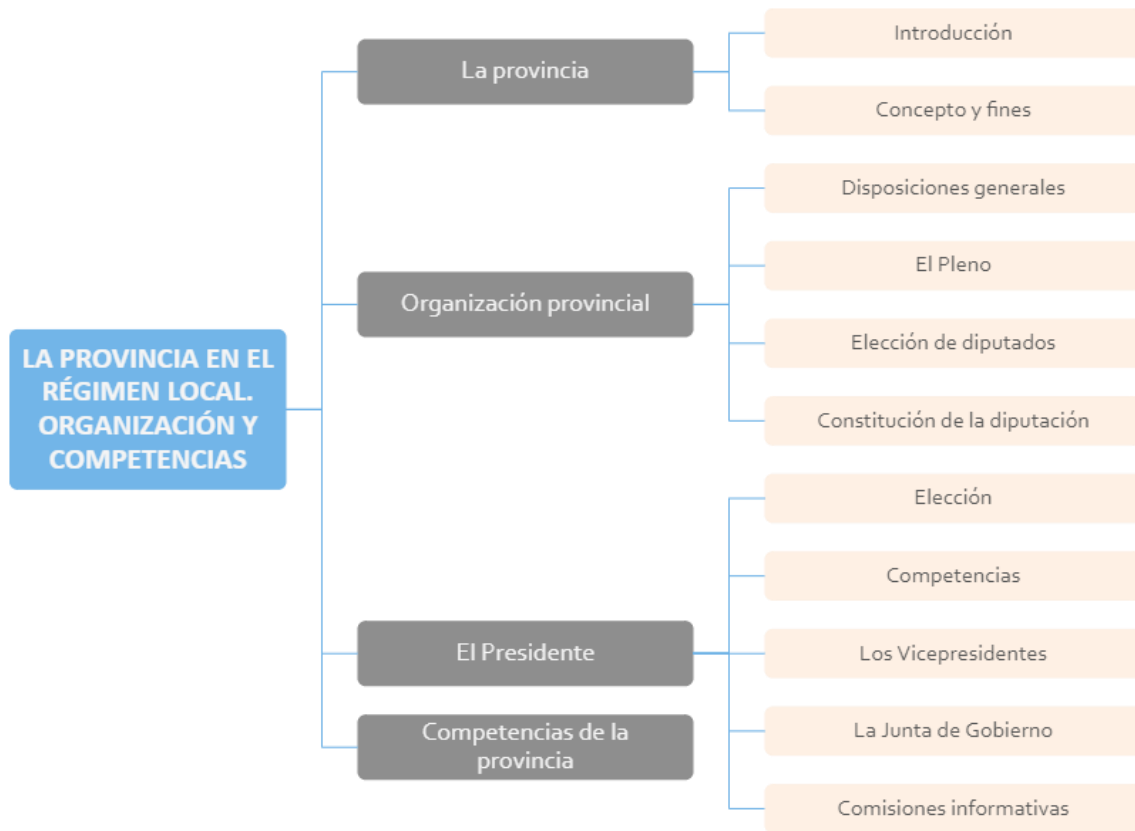 LA PROVINCIA EN EL
RÉGIMEN LOCAL.
ORGANIZACIÓN Y
COMPETENCIAS
La provincia
Introducción
Concepto y fines
Organización provincial
Disposiciones generales
El Pleno
Elección de diputados
Constitución de la diputación
El Presidente
Elección
Competencias
Los Vicepresidentes
La Junta de Gobierno
Comisiones informativas
Competencias de la
provincia